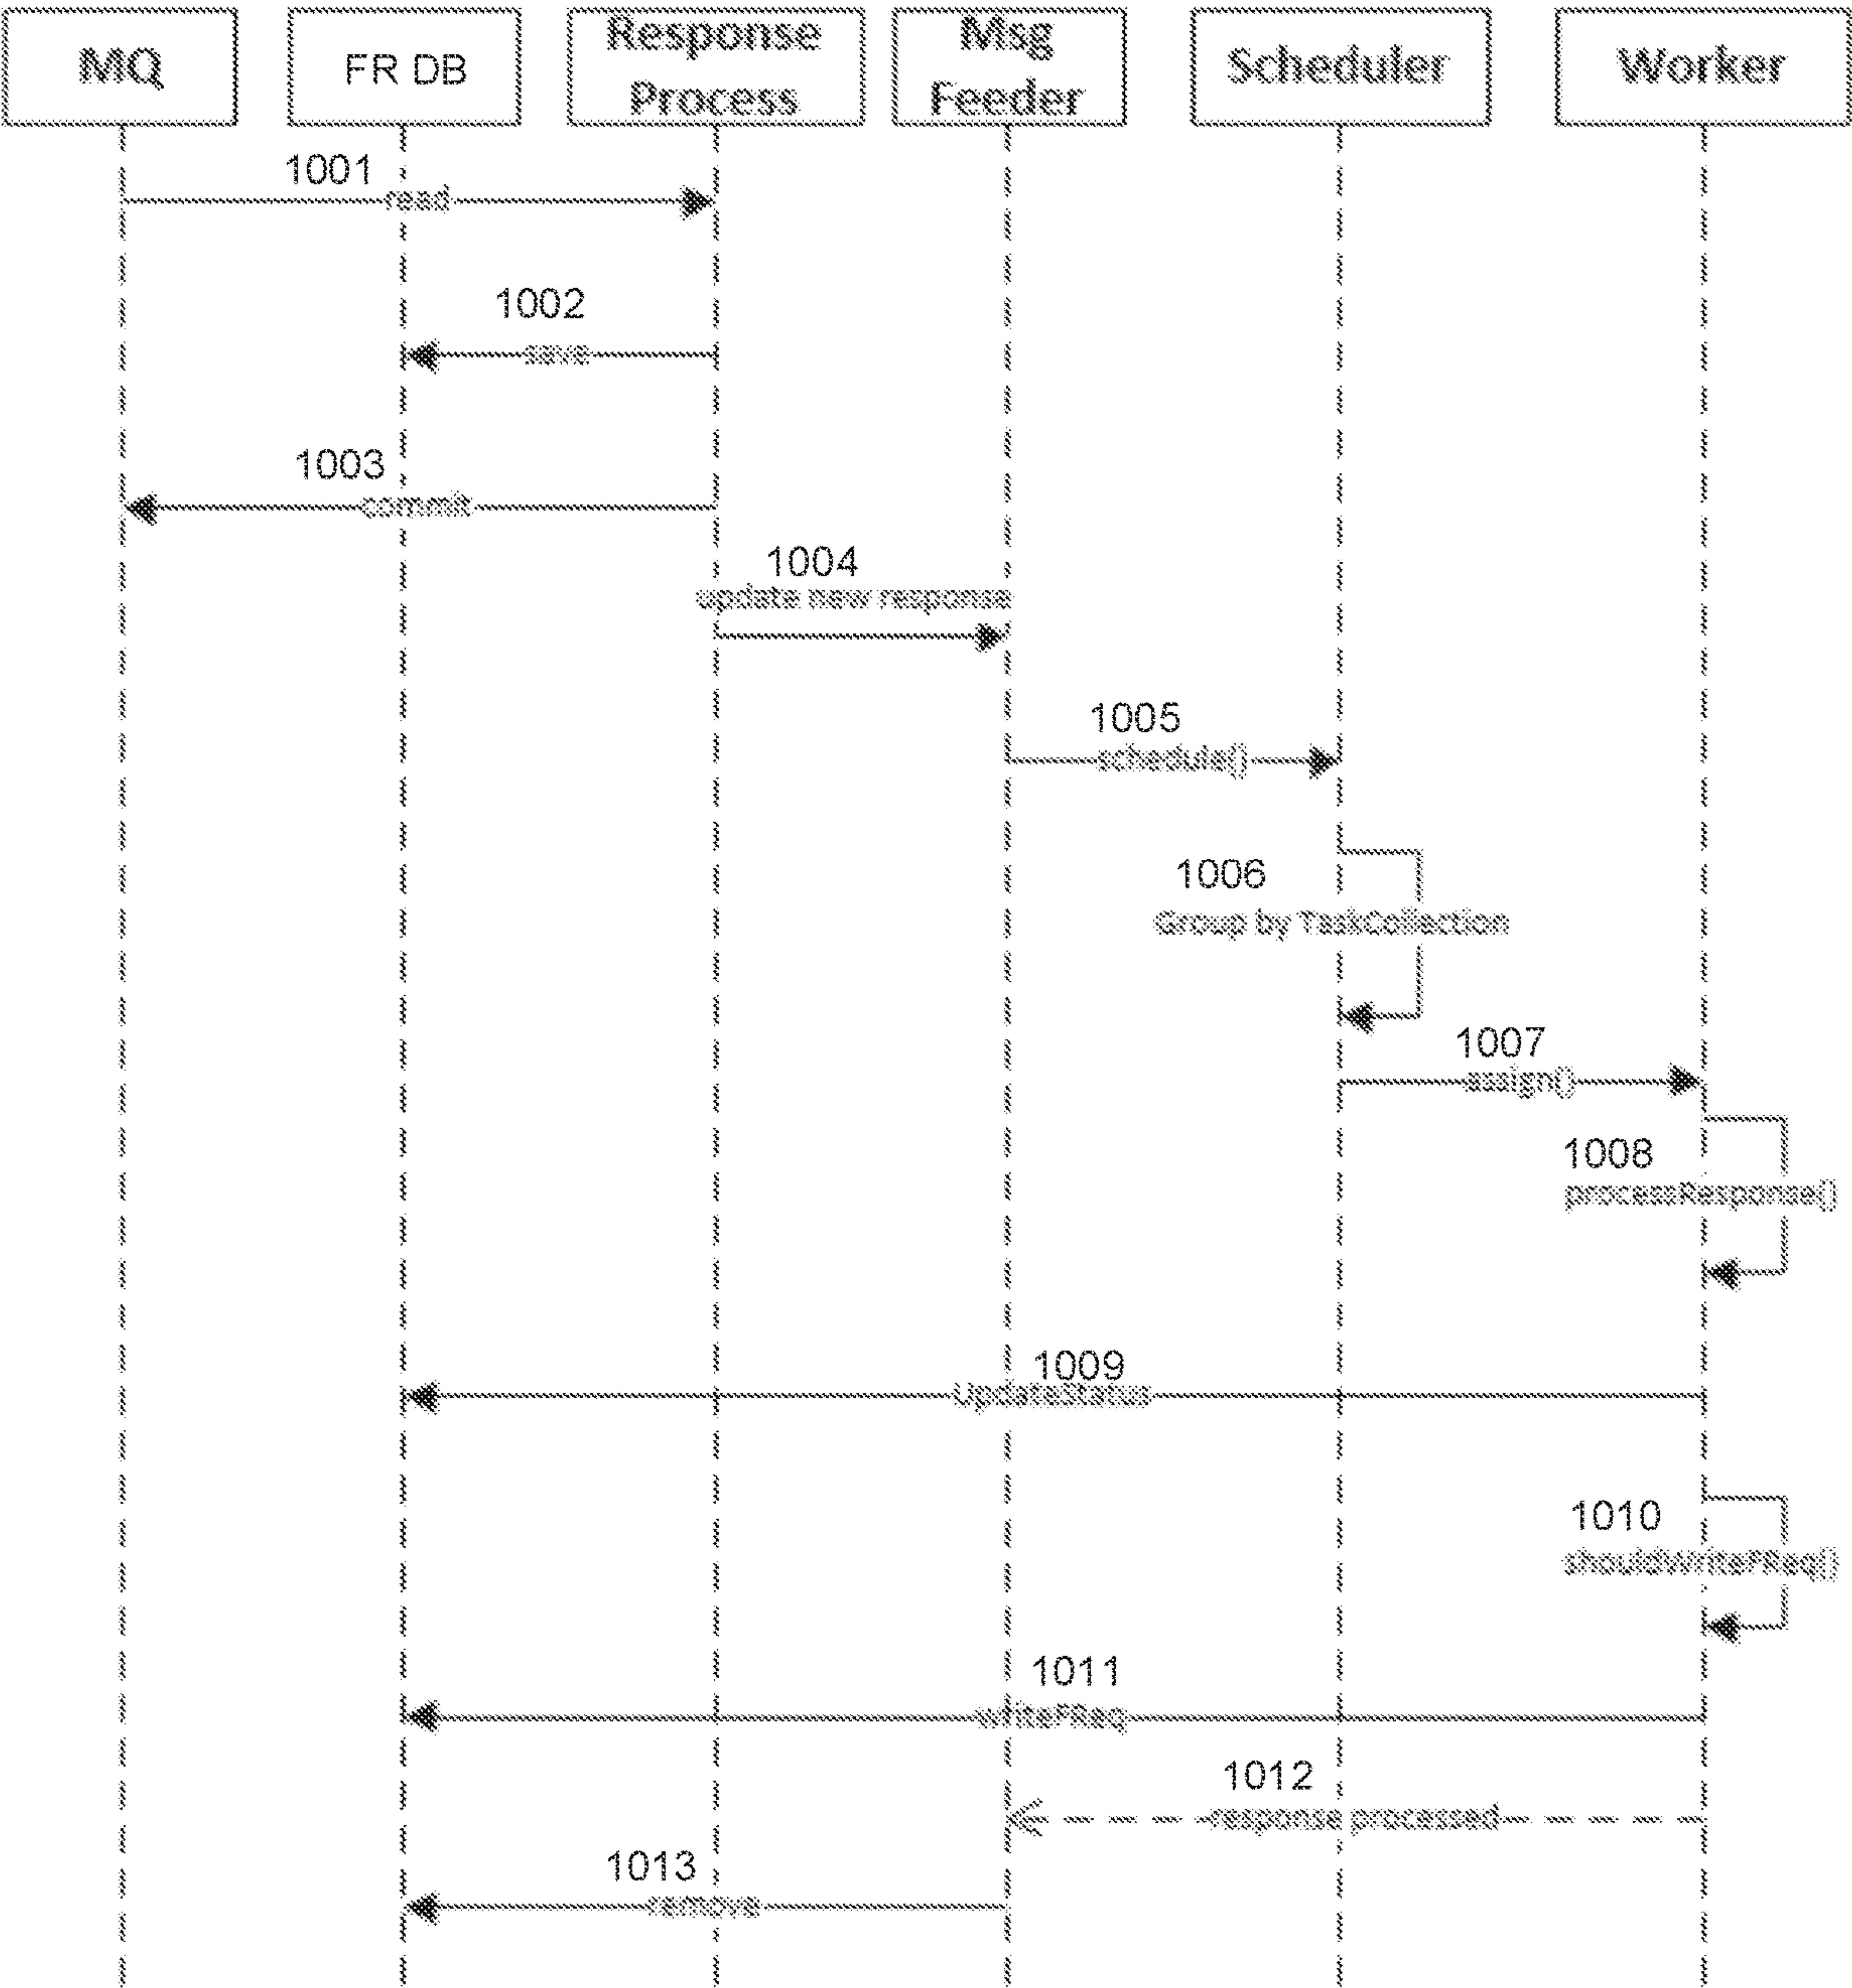 MQ
FR DB
Response
Process
Msg
Feeder
Scheduler
Worker
1001
read
1002
save
1003
commit
1004
update new response
1005
schedule()
1006
Group by TaskCollection
1007
assign()
1008
processResponse()
1009
UpdateStatus
1010
shouldWriteFReq()
1011
writeFReq
1012
response processed
1013
remove